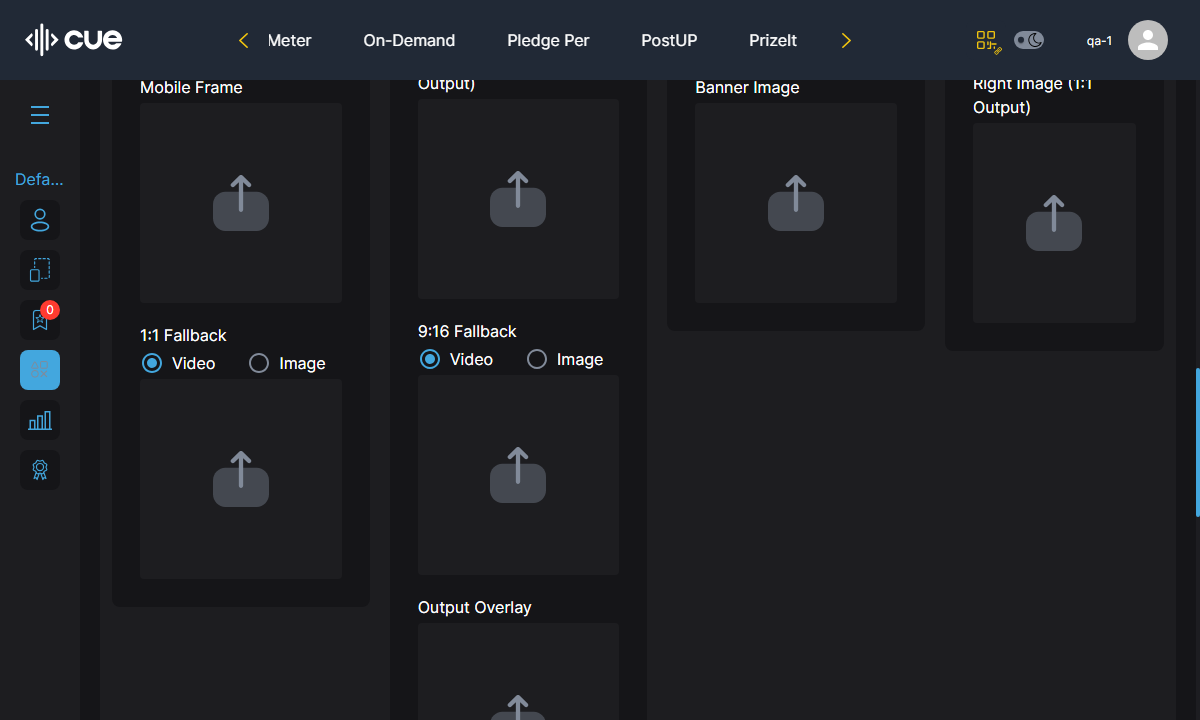 cue
Meter
On-Demand
Pledge Per
PostUP
PrizeIt
qa-1
Defa...
0
Mobile Frame
1:1 Fallback
Video
Image
Output)
9:16 Fallback
Video
Image
Output Overlay
Banner Image
Right Image (1:1
Output)